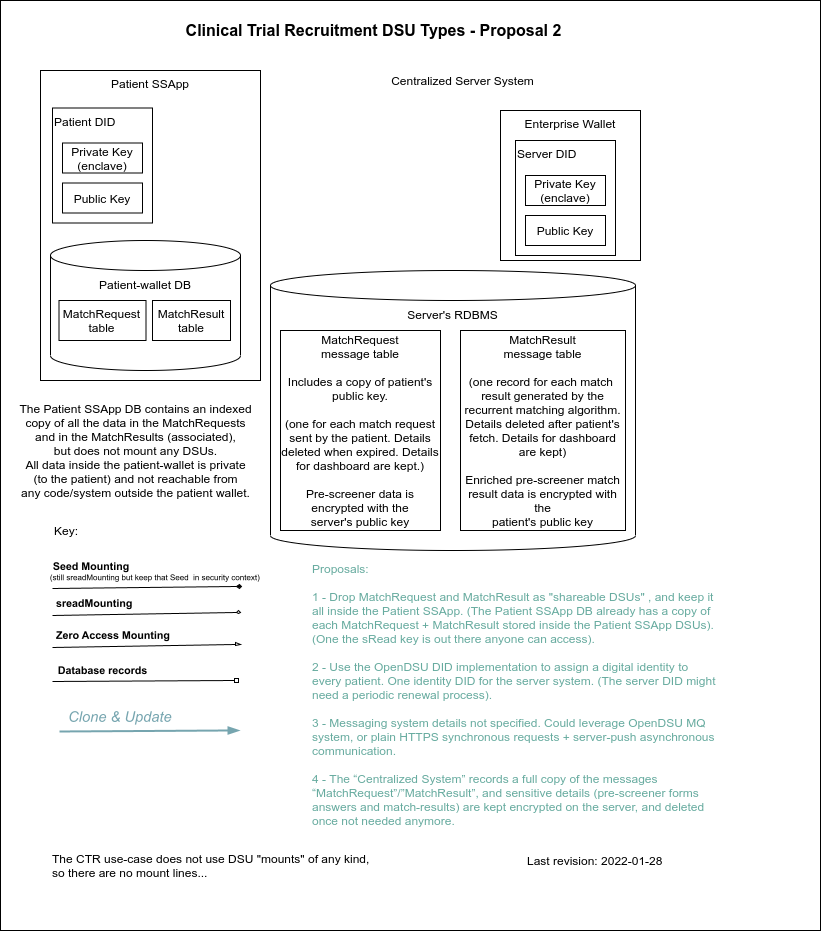 Clinical Trial Recruitment DSU Types - Proposal 2
Patient SSApp
Patient DID
Private Key
(enclave)
Public Key
Patient-wallet DB
MatchRequest
table
MatchResult
table
Centralized Server System
Enterprise Wallet
Server DID
Private Key
(enclave)
Public Key
Server's RDBMS
MatchRequest
message table
Includes a copy of patient's
public key.
(one for each match request
sent by the patient. Details
deleted when expired. Details
for dashboard are kept.)
Pre-screener data is
encrypted with the
server's public key
MatchResult
message table
(one record for each match
result generated by the
recurrent matching algorithm.
Details deleted after patient's
fetch. Details for dashboard
are kept)
Enriched pre-screener match
result data is encrypted with
the
patient's public key
The Patient SSApp DB contains an indexed
copy of all the data in the MatchRequests
and in the MatchResults (associated),
but does not mount any DSUs.
All data inside the patient-wallet is private
(to the patient) and not reachable from
any code/system outside the patient wallet.
Key:
Seed Mounting
(still sreadMounting but keep that Seed in security context)
sreadMounting
Zero Access Mounting
Database records
Clone & Update
Proposals:
1 - Drop MatchRequest and MatchResult as "shareable DSUs" , and keep it
all inside the Patient SSApp. (The Patient SSApp DB already has a copy of
each MatchRequest + MatchResult stored inside the Patient SSApp DSUs).
(One the sRead key is out there anyone can access).
2 - Use the OpenDSU DID implementation to assign a digital identity to
every patient. One identity DID for the server system. (The server DID might
need a periodic renewal process).
3 - Messaging system details not specified. Could leverage OpenDSU MQ
system, or plain HTTPS synchronous requests + server-push asynchronous
communication.
4 - The “Centralized System” records a full copy of the messages
“MatchRequest”/”MatchResult”, and sensitive details (pre-screener forms
answers and match-results) are kept encrypted on the server, and deleted
once not needed anymore.
The CTR use-case does not use DSU "mounts" of any kind,
so there are no mount lines...
Last revision: 2022-01-28